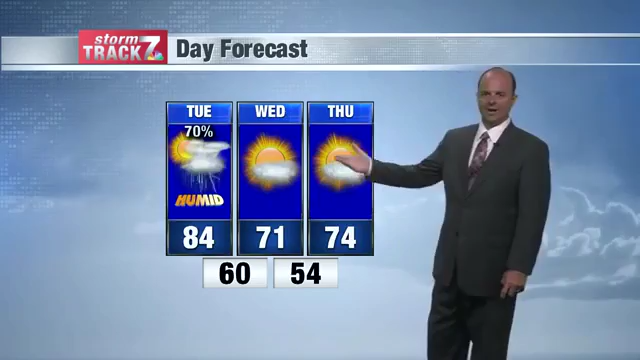 storm
TRACK 7 Day Forecast
TUE WED THU
70%
HUMID
84 71 74
60 54